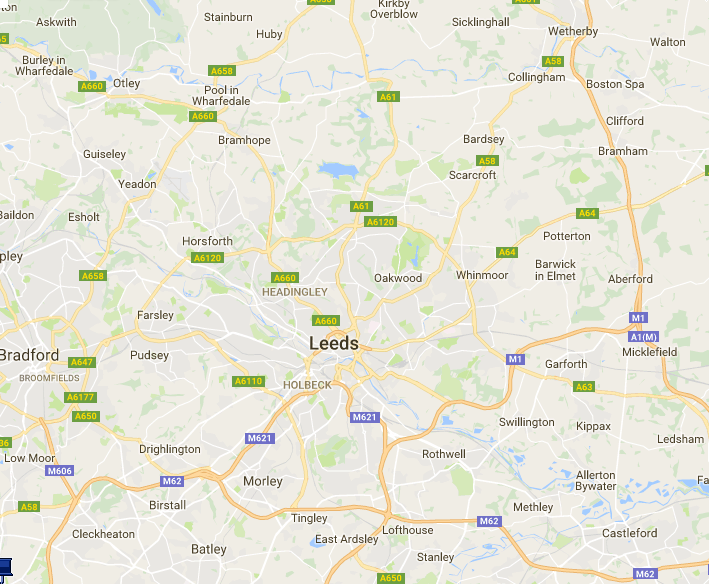 Kirkby
Overblow
Askwith
Stainburn
Huby
Sicklinghall
Wetherby
Walton
Burley in
Wharfedale
A658
A660
Otley
Pool in
Wharfedale
A61
A58
Collingham
Boston Spa
A660
Clifford
Bramhope
Bardsey
Bramham
Guiseley
A58
Scarcroft
Yeadon
Esholt
A61
A6120
A64
Potterton
Horsforth
A6120
A64
Barwick
in Elmet
A658
A660
HEADINGLEY
Oakwood
Whinmoor
Aberford
Farsley
A660
M1
A1(M)
Micklefield
Leeds
Bradford
Pudsey
A647
M1
Garforth
BROOMFIELDS
A6110
HOLBECK
A63
A6177
A650
M621
Swillington
Kippax
M621
Ledsham
Drighlington
Low Moor
M606
Rothwell
M62
Morley
Allerton
Bywater
A58
Birstall
Tingley
M62
Methley
Cleckheaton
Lofthouse
Castleford
East Ardsley
Batley
Stanley
A650
M62